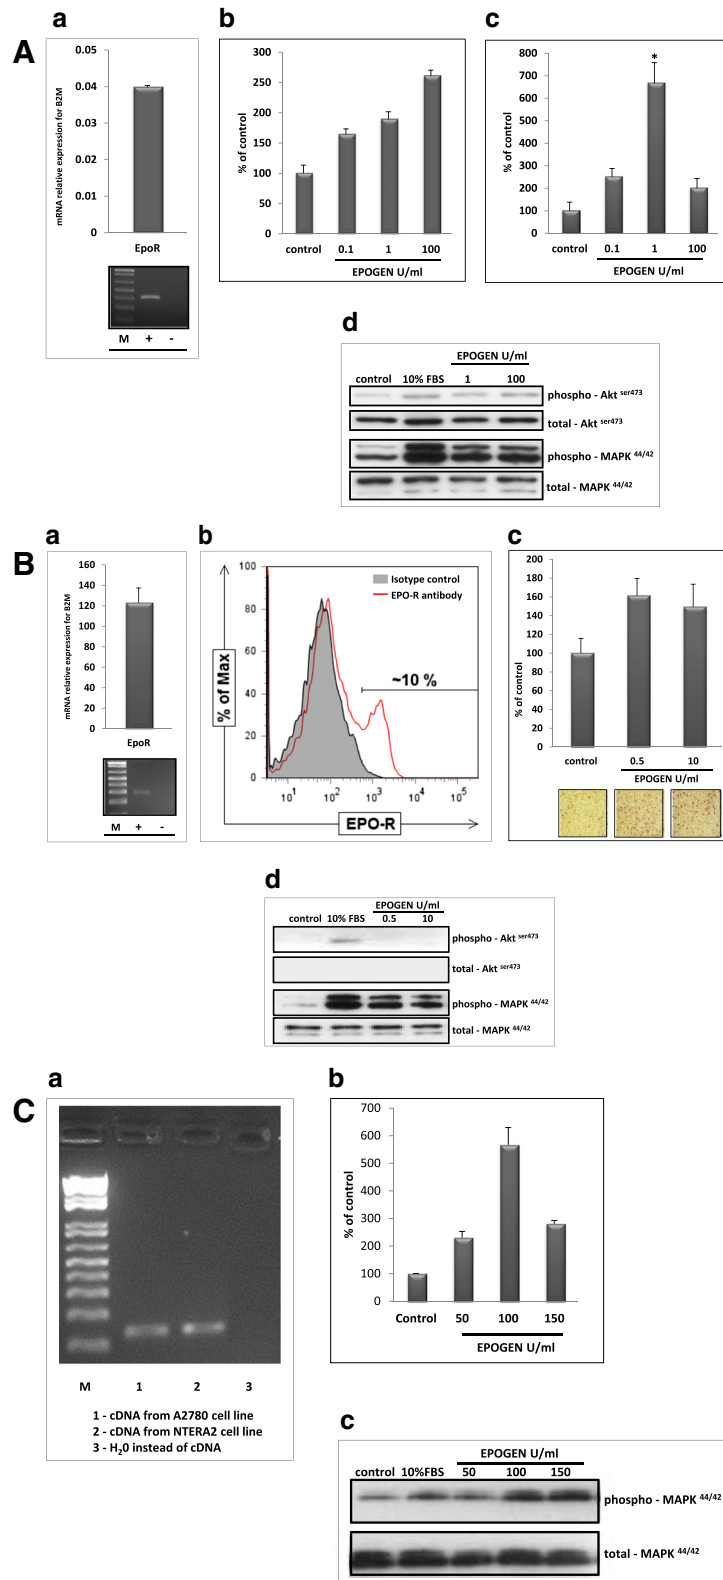 A
a
mRNA relative expression for B2M
0.05
0.04
0.03
0.02
0.01
0
EpoR
M + -
b
% of control
300
250
200
150
100
50
0
control 0.1 1 100
EPOGEN U/ml
c
% of control
800
700
600
500
400
300
200
100
0
*
control 0.1 1 100
EPOGEN U/ml
d
EPOGEN U/ml
control 10% FBS 1 100
phospho - Akt ser473
total - Akt ser473
phospho - MAPK 44/42
total - MAPK 44/42
B
a
mRNA relative expression for B2M
160
140
120
100
80
60
40
20
0
EpoR
M + -
b
% of Max
100
80
60
40
20
0
Isotype control
EPO-R antibody
~10 %
10^1 10^2 10^3 10^4 10^5
EPO-R
c
% of control
200
180
160
140
120
100
80
60
40
20
0
control 0.5 10
EPOGEN U/ml
d
EPOGEN U/ml
control 10% FBS 0.5 10
phospho - Akt ser473
total - Akt ser473
phospho - MAPK 44/42
total - MAPK 44/42
C
a
M 1 2 3
1 - cDNA from A2780 cell line
2 - cDNA from NTERA2 cell line
3 - H₂0 instead of cDNA
b
% of control
700
600
500
400
300
200
100
0
Control 50 100 150
EPOGEN U/ml
c
EPOGEN U/ml
control 10%FBS 50 100 150
phospho - MAPK 44/42
total - MAPK 44/42